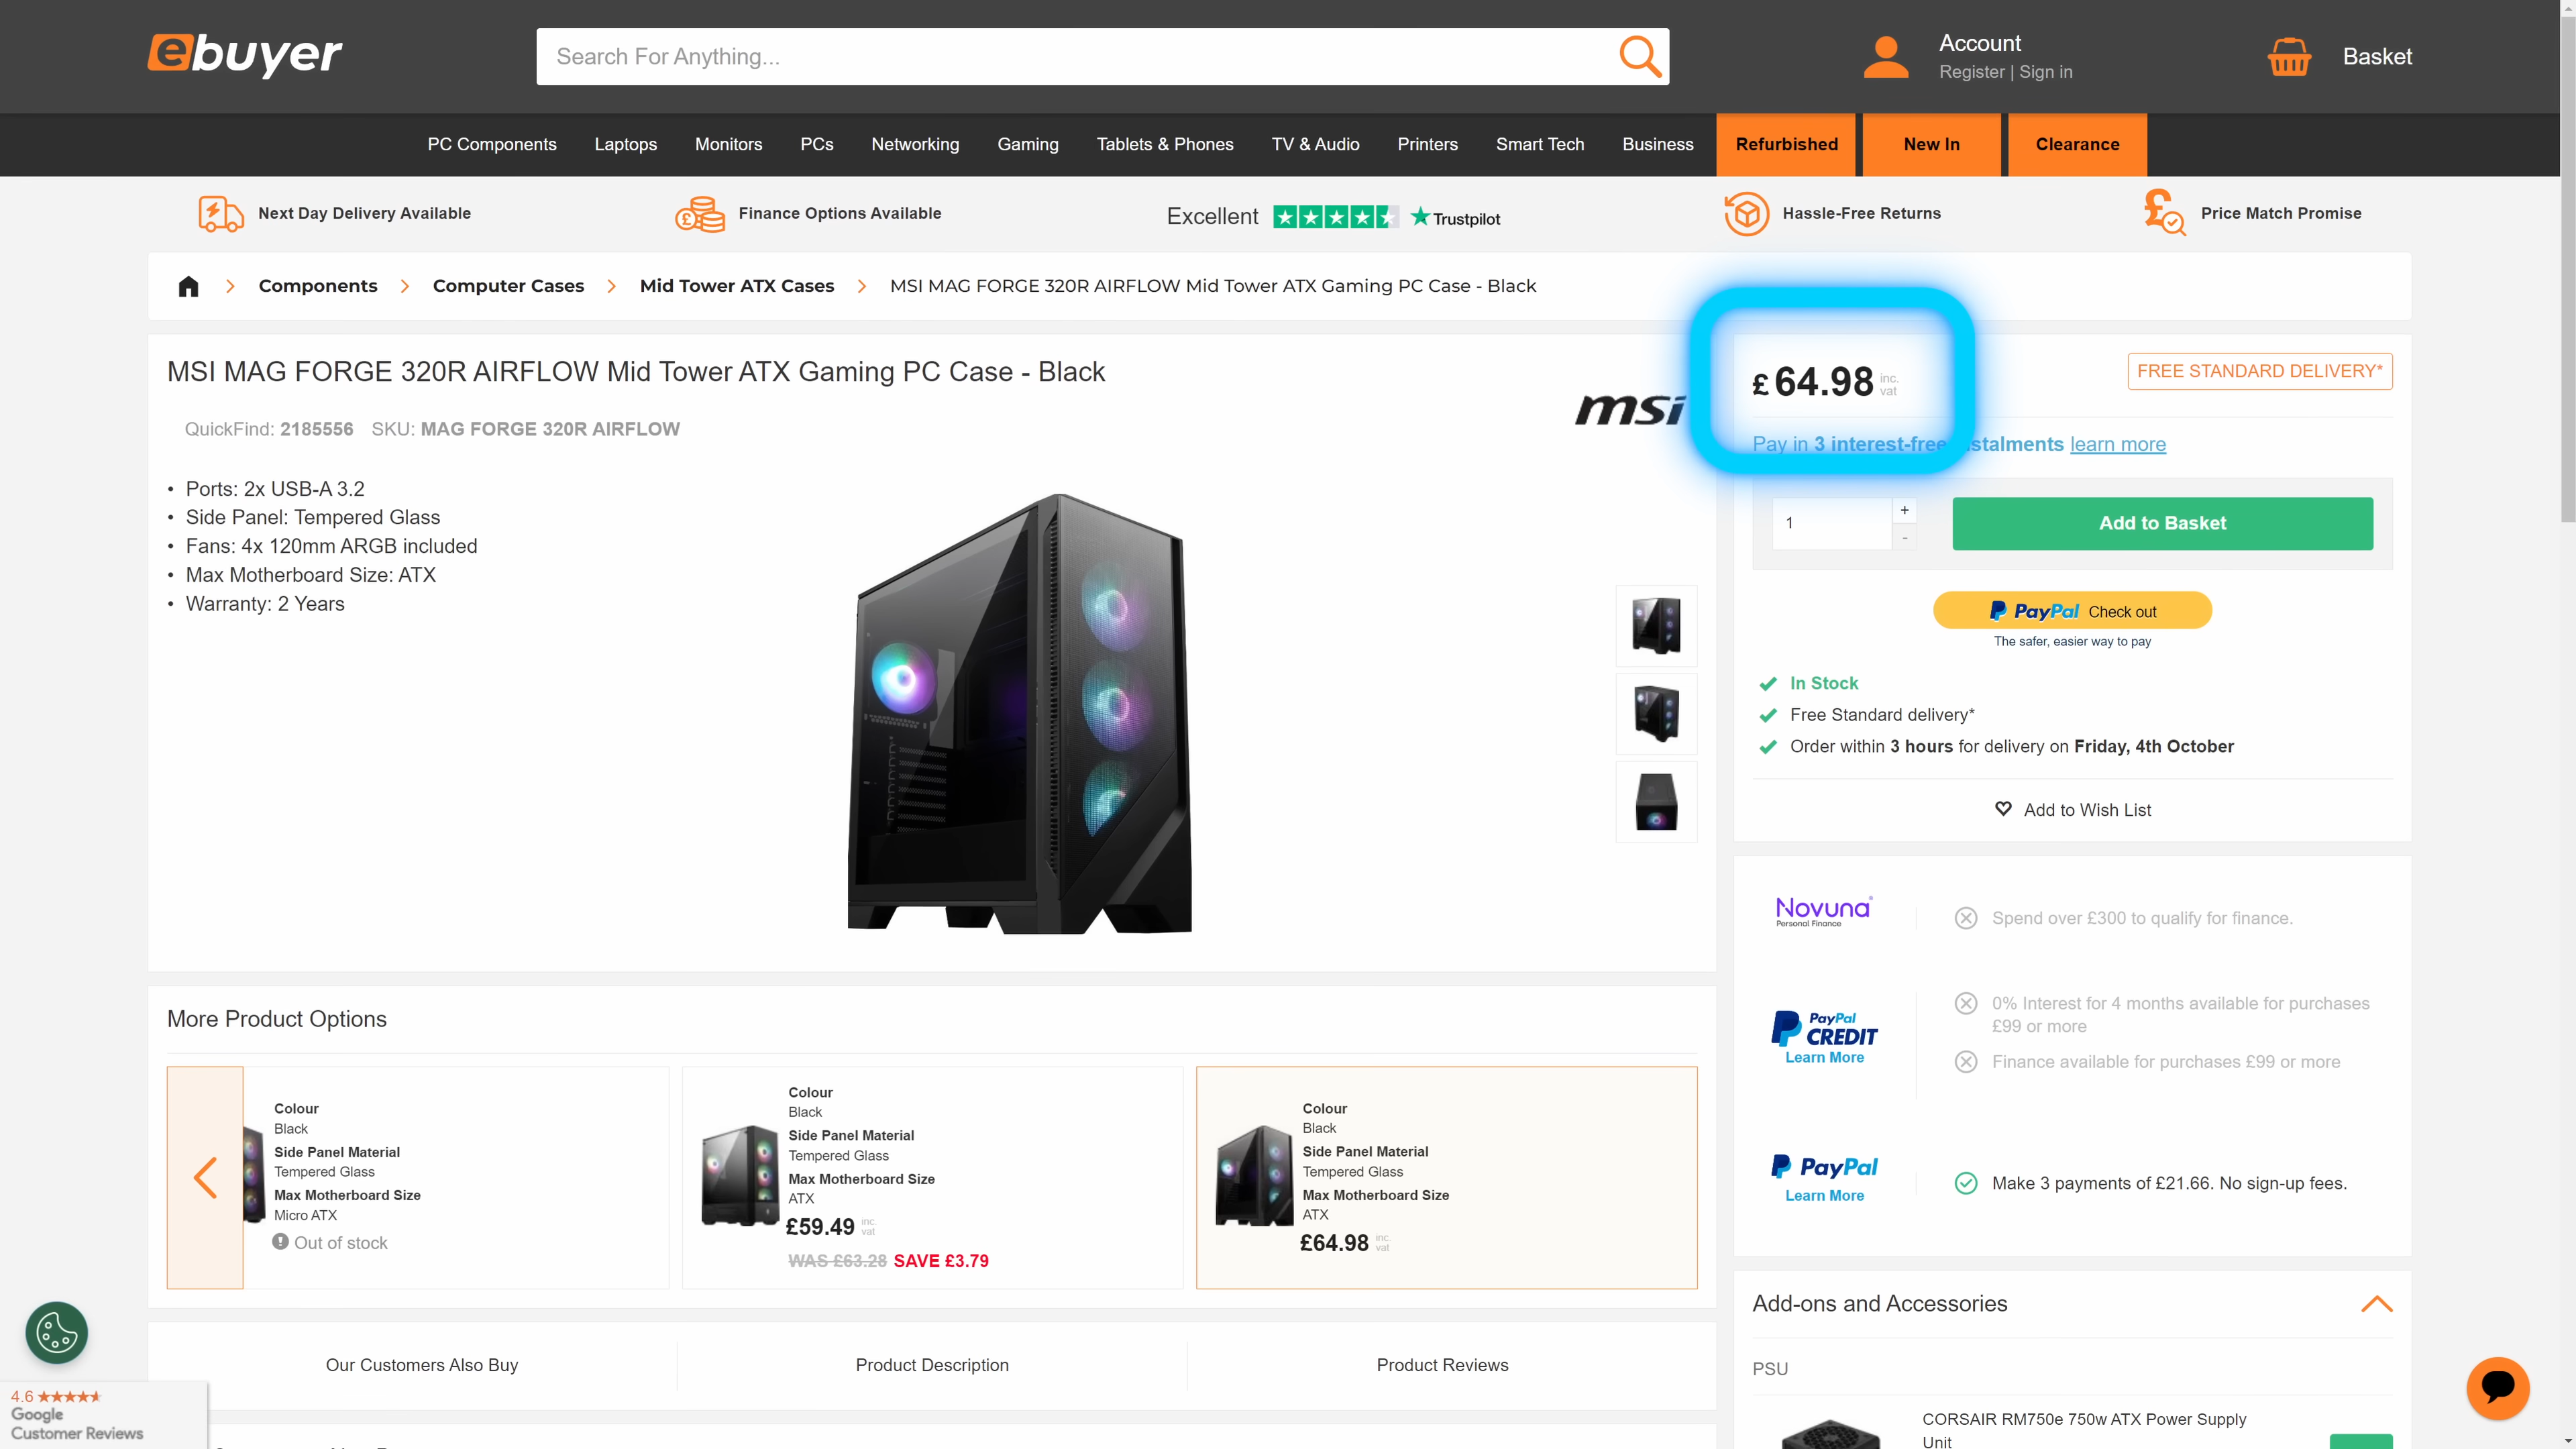 ebuyer
Search For Anything...
Account
Register | Sign in
Basket
PC Components
Laptops
Monitors
PCs
Networking
Gaming
Tablets & Phones
TV & Audio
Printers
Smart Tech
Business
Refurbished
New In
Clearance
Next Day Delivery Available
Finance Options Available
Excellent
Trustpilot
Hassle-Free Returns
Price Match Promise
Components
Computer Cases
Mid Tower ATX Cases
MSI MAG FORGE 320R AIRFLOW Mid Tower ATX Gaming PC Case - Black
MSI MAG FORGE 320R AIRFLOW Mid Tower ATX Gaming PC Case - Black
QuickFind: 2185556 SKU: MAG FORGE 320R AIRFLOW
msi
• Ports: 2x USB-A 3.2
• Side Panel: Tempered Glass
• Fans: 4x 120mm ARGB included
• Max Motherboard Size: ATX
• Warranty: 2 Years
£64.98 inc. vat
FREE STANDARD DELIVERY*
Pay in 3 interest-free stalments learn more
1
+
-
Add to Basket
PayPal Check out
The safer, easier way to pay
In Stock
Free Standard delivery*
Order within 3 hours for delivery on Friday, 4th October
Add to Wish List
Novuna
Personal Finance
Spend over £300 to qualify for finance.
PayPal
CREDIT
Learn More
0% Interest for 4 months available for purchases
£99 or more
Finance available for purchases £99 or more
PayPal
Learn More
Make 3 payments of £21.66. No sign-up fees.
More Product Options
Colour
Black
Side Panel Material
Tempered Glass
Max Motherboard Size
Micro ATX
Out of stock
Colour
Black
Side Panel Material
Tempered Glass
Max Motherboard Size
ATX
£59.49 inc. vat
WAS £63.28 SAVE £3.79
Colour
Black
Side Panel Material
Tempered Glass
Max Motherboard Size
ATX
£64.98 inc. vat
Our Customers Also Buy
Product Description
Product Reviews
Add-ons and Accessories
PSU
CORSAIR RM750e 750w ATX Power Supply
Unit
4.6
Google
Customer Reviews